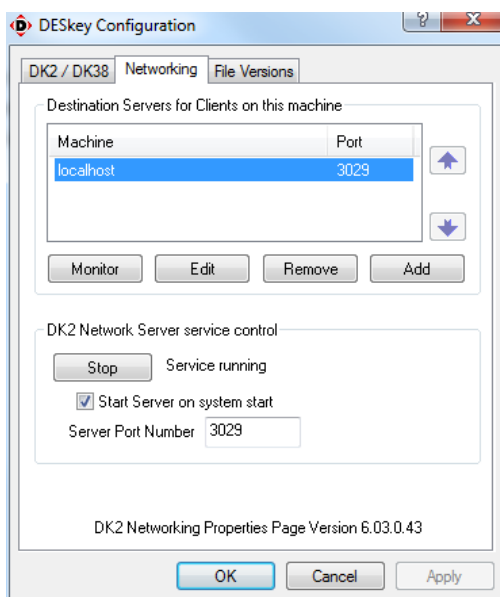 DESkey Configuration
DK2 / DK38 Networking File Versions
Destination Servers for Clients on this machine
Machine Port
localhost 3029
Monitor Edit Remove Add
DK2 Network Server service control
Stop Service running
Start Server on system start
Server Port Number 3029
DK2 Networking Properties Page Version 6.03.0.43
OK Cancel Apply